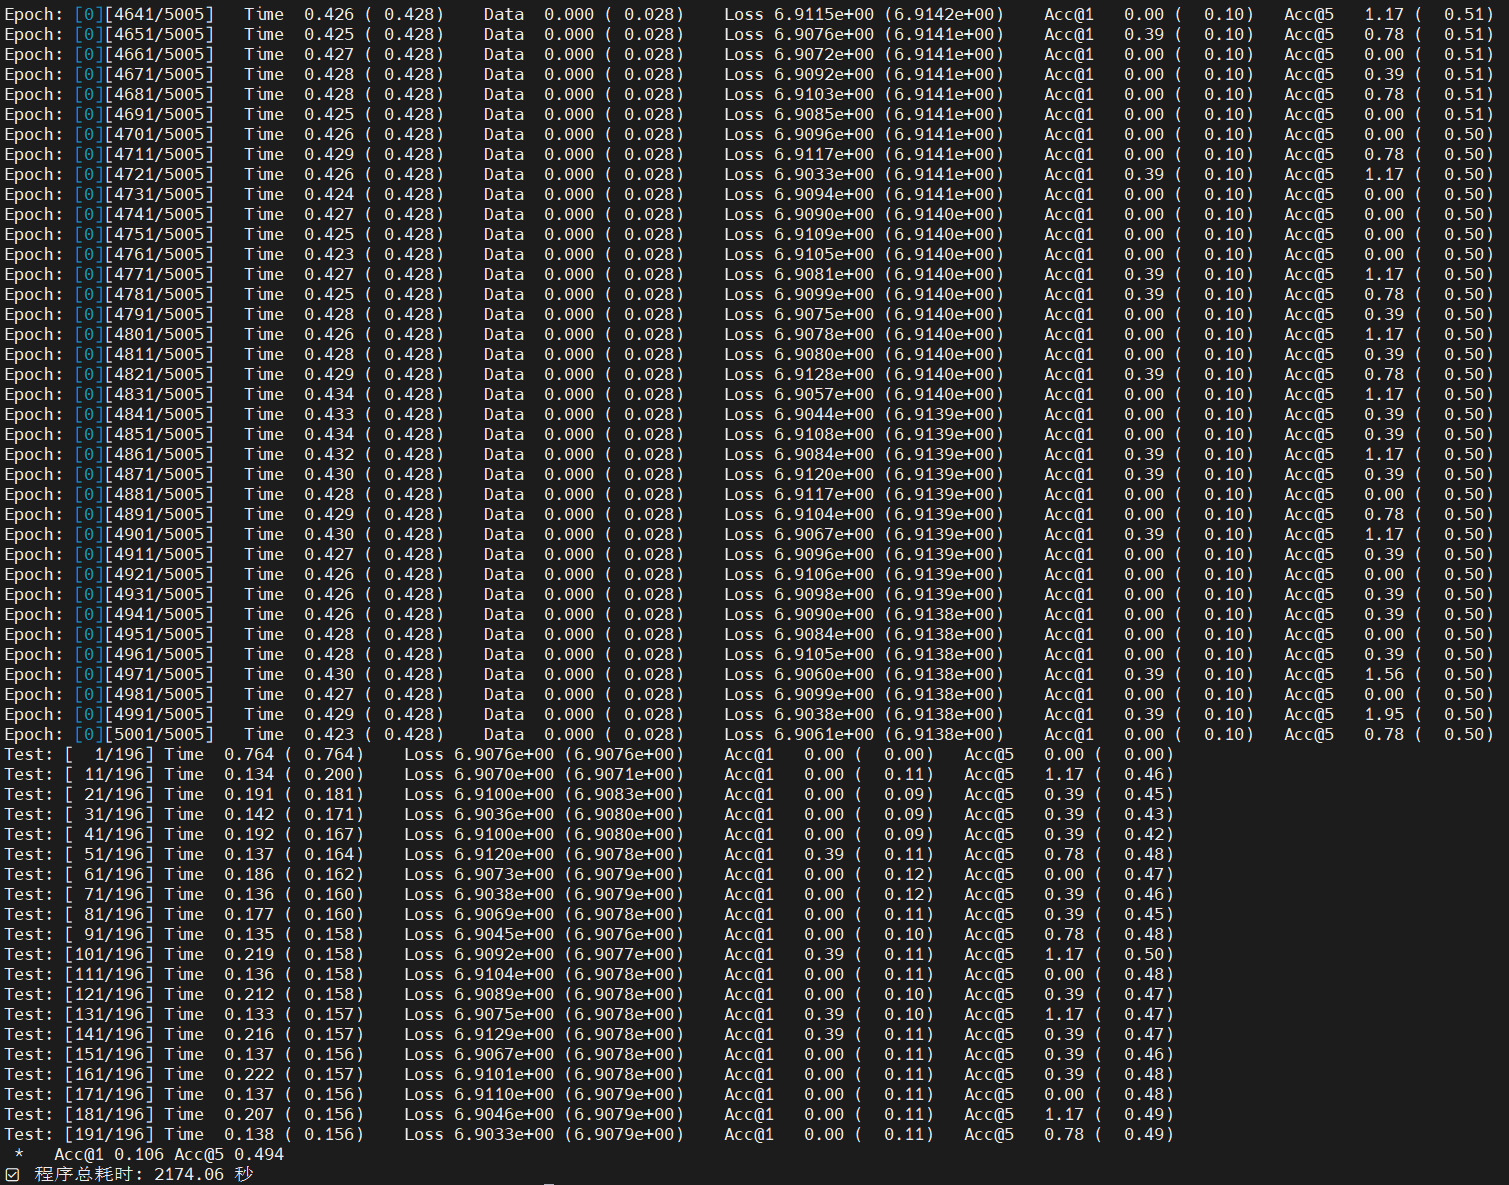 Epoch: [0][4641/5005]   Time  0.426 ( 0.428)    Data  0.000 ( 0.028)    Loss 6.9115e+00 (6.9142e+00)    Acc@1   0.00 (  0.10)   Acc@5   1.17 (  0.51)
Epoch: [0][4651/5005]   Time  0.425 ( 0.428)    Data  0.000 ( 0.028)    Loss 6.9076e+00 (6.9141e+00)    Acc@1   0.39 (  0.10)   Acc@5   0.78 (  0.51)
Epoch: [0][4661/5005]   Time  0.427 ( 0.428)    Data  0.000 ( 0.028)    Loss 6.9072e+00 (6.9141e+00)    Acc@1   0.00 (  0.10)   Acc@5   0.00 (  0.51)
Epoch: [0][4671/5005]   Time  0.428 ( 0.428)    Data  0.000 ( 0.028)    Loss 6.9092e+00 (6.9141e+00)    Acc@1   0.00 (  0.10)   Acc@5   0.39 (  0.51)
Epoch: [0][4681/5005]   Time  0.428 ( 0.428)    Data  0.000 ( 0.028)    Loss 6.9103e+00 (6.9141e+00)    Acc@1   0.00 (  0.10)   Acc@5   0.78 (  0.51)
Epoch: [0][4691/5005]   Time  0.425 ( 0.428)    Data  0.000 ( 0.028)    Loss 6.9085e+00 (6.9141e+00)    Acc@1   0.00 (  0.10)   Acc@5   0.00 (  0.51)
Epoch: [0][4701/5005]   Time  0.426 ( 0.428)    Data  0.000 ( 0.028)    Loss 6.9096e+00 (6.9141e+00)    Acc@1   0.00 (  0.10)   Acc@5   0.00 (  0.50)
Epoch: [0][4711/5005]   Time  0.429 ( 0.428)    Data  0.000 ( 0.028)    Loss 6.9117e+00 (6.9141e+00)    Acc@1   0.00 (  0.10)   Acc@5   0.78 (  0.50)
Epoch: [0][4721/5005]   Time  0.426 ( 0.428)    Data  0.000 ( 0.028)    Loss 6.9033e+00 (6.9141e+00)    Acc@1   0.39 (  0.10)   Acc@5   1.17 (  0.50)
Epoch: [0][4731/5005]   Time  0.424 ( 0.428)    Data  0.000 ( 0.028)    Loss 6.9094e+00 (6.9141e+00)    Acc@1   0.00 (  0.10)   Acc@5   0.00 (  0.50)
Epoch: [0][4741/5005]   Time  0.427 ( 0.428)    Data  0.000 ( 0.028)    Loss 6.9090e+00 (6.9140e+00)    Acc@1   0.00 (  0.10)   Acc@5   0.00 (  0.50)
Epoch: [0][4751/5005]   Time  0.425 ( 0.428)    Data  0.000 ( 0.028)    Loss 6.9109e+00 (6.9140e+00)    Acc@1   0.00 (  0.10)   Acc@5   0.00 (  0.50)
Epoch: [0][4761/5005]   Time  0.423 ( 0.428)    Data  0.000 ( 0.028)    Loss 6.9105e+00 (6.9140e+00)    Acc@1   0.00 (  0.10)   Acc@5   0.00 (  0.50)
Epoch: [0][4771/5005]   Time  0.427 ( 0.428)    Data  0.000 ( 0.028)    Loss 6.9081e+00 (6.9140e+00)    Acc@1   0.39 (  0.10)   Acc@5   1.17 (  0.50)
Epoch: [0][4781/5005]   Time  0.425 ( 0.428)    Data  0.000 ( 0.028)    Loss 6.9099e+00 (6.9140e+00)    Acc@1   0.39 (  0.10)   Acc@5   0.78 (  0.50)
Epoch: [0][4791/5005]   Time  0.428 ( 0.428)    Data  0.000 ( 0.028)    Loss 6.9075e+00 (6.9140e+00)    Acc@1   0.00 (  0.10)   Acc@5   0.39 (  0.50)
Epoch: [0][4801/5005]   Time  0.426 ( 0.428)    Data  0.000 ( 0.028)    Loss 6.9078e+00 (6.9140e+00)    Acc@1   0.00 (  0.10)   Acc@5   1.17 (  0.50)
Epoch: [0][4811/5005]   Time  0.428 ( 0.428)    Data  0.000 ( 0.028)    Loss 6.9080e+00 (6.9140e+00)    Acc@1   0.00 (  0.10)   Acc@5   0.39 (  0.50)
Epoch: [0][4821/5005]   Time  0.429 ( 0.428)    Data  0.000 ( 0.028)    Loss 6.9128e+00 (6.9140e+00)    Acc@1   0.39 (  0.10)   Acc@5   0.78 (  0.50)
Epoch: [0][4831/5005]   Time  0.434 ( 0.428)    Data  0.000 ( 0.028)    Loss 6.9057e+00 (6.9140e+00)    Acc@1   0.00 (  0.10)   Acc@5   1.17 (  0.50)
Epoch: [0][4841/5005]   Time  0.433 ( 0.428)    Data  0.000 ( 0.028)    Loss 6.9044e+00 (6.9139e+00)    Acc@1   0.00 (  0.10)   Acc@5   0.39 (  0.50)
Epoch: [0][4851/5005]   Time  0.434 ( 0.428)    Data  0.000 ( 0.028)    Loss 6.9108e+00 (6.9139e+00)    Acc@1   0.00 (  0.10)   Acc@5   0.39 (  0.50)
Epoch: [0][4861/5005]   Time  0.432 ( 0.428)    Data  0.000 ( 0.028)    Loss 6.9084e+00 (6.9139e+00)    Acc@1   0.39 (  0.10)   Acc@5   1.17 (  0.50)
Epoch: [0][4871/5005]   Time  0.430 ( 0.428)    Data  0.000 ( 0.028)    Loss 6.9120e+00 (6.9139e+00)    Acc@1   0.39 (  0.10)   Acc@5   0.39 (  0.50)
Epoch: [0][4881/5005]   Time  0.428 ( 0.428)    Data  0.000 ( 0.028)    Loss 6.9117e+00 (6.9139e+00)    Acc@1   0.00 (  0.10)   Acc@5   0.00 (  0.50)
Epoch: [0][4891/5005]   Time  0.429 ( 0.428)    Data  0.000 ( 0.028)    Loss 6.9104e+00 (6.9139e+00)    Acc@1   0.00 (  0.10)   Acc@5   0.78 (  0.50)
Epoch: [0][4901/5005]   Time  0.430 ( 0.428)    Data  0.000 ( 0.028)    Loss 6.9067e+00 (6.9139e+00)    Acc@1   0.39 (  0.10)   Acc@5   1.17 (  0.50)
Epoch: [0][4911/5005]   Time  0.427 ( 0.428)    Data  0.000 ( 0.028)    Loss 6.9096e+00 (6.9139e+00)    Acc@1   0.00 (  0.10)   Acc@5   0.39 (  0.50)
Epoch: [0][4921/5005]   Time  0.426 ( 0.428)    Data  0.000 ( 0.028)    Loss 6.9106e+00 (6.9139e+00)    Acc@1   0.00 (  0.10)   Acc@5   0.00 (  0.50)
Epoch: [0][4931/5005]   Time  0.426 ( 0.428)    Data  0.000 ( 0.028)    Loss 6.9098e+00 (6.9139e+00)    Acc@1   0.00 (  0.10)   Acc@5   0.39 (  0.50)
Epoch: [0][4941/5005]   Time  0.426 ( 0.428)    Data  0.000 ( 0.028)    Loss 6.9090e+00 (6.9138e+00)    Acc@1   0.00 (  0.10)   Acc@5   0.39 (  0.50)
Epoch: [0][4951/5005]   Time  0.428 ( 0.428)    Data  0.000 ( 0.028)    Loss 6.9084e+00 (6.9138e+00)    Acc@1   0.00 (  0.10)   Acc@5   0.00 (  0.50)
Epoch: [0][4961/5005]   Time  0.428 ( 0.428)    Data  0.000 ( 0.028)    Loss 6.9105e+00 (6.9138e+00)    Acc@1   0.00 (  0.10)   Acc@5   0.39 (  0.50)
Epoch: [0][4971/5005]   Time  0.430 ( 0.428)    Data  0.000 ( 0.028)    Loss 6.9060e+00 (6.9138e+00)    Acc@1   0.39 (  0.10)   Acc@5   1.56 (  0.50)
Epoch: [0][4981/5005]   Time  0.427 ( 0.428)    Data  0.000 ( 0.028)    Loss 6.9099e+00 (6.9138e+00)    Acc@1   0.00 (  0.10)   Acc@5   0.00 (  0.50)
Epoch: [0][4991/5005]   Time  0.429 ( 0.428)    Data  0.000 ( 0.028)    Loss 6.9038e+00 (6.9138e+00)    Acc@1   0.39 (  0.10)   Acc@5   1.95 (  0.50)
Epoch: [0][5001/5005]   Time  0.423 ( 0.428)    Data  0.000 ( 0.028)    Loss 6.9061e+00 (6.9138e+00)    Acc@1   0.00 (  0.10)   Acc@5   0.78 (  0.50)
Test: [  1/196] Time  0.764 ( 0.764)    Loss 6.9076e+00 (6.9076e+00)    Acc@1   0.00 (  0.00)   Acc@5   0.00 (  0.00)
Test: [ 11/196] Time  0.134 ( 0.200)    Loss 6.9070e+00 (6.9071e+00)    Acc@1   0.00 (  0.11)   Acc@5   1.17 (  0.46)
Test: [ 21/196] Time  0.191 ( 0.181)    Loss 6.9100e+00 (6.9083e+00)    Acc@1   0.00 (  0.09)   Acc@5   0.39 (  0.45)
Test: [ 31/196] Time  0.142 ( 0.171)    Loss 6.9036e+00 (6.9080e+00)    Acc@1   0.00 (  0.09)   Acc@5   0.39 (  0.43)
Test: [ 41/196] Time  0.192 ( 0.167)    Loss 6.9100e+00 (6.9080e+00)    Acc@1   0.00 (  0.09)   Acc@5   0.39 (  0.42)
Test: [ 51/196] Time  0.137 ( 0.164)    Loss 6.9120e+00 (6.9078e+00)    Acc@1   0.39 (  0.11)   Acc@5   0.78 (  0.48)
Test: [ 61/196] Time  0.186 ( 0.162)    Loss 6.9073e+00 (6.9079e+00)    Acc@1   0.00 (  0.12)   Acc@5   0.00 (  0.47)
Test: [ 71/196] Time  0.136 ( 0.160)    Loss 6.9038e+00 (6.9079e+00)    Acc@1   0.00 (  0.12)   Acc@5   0.39 (  0.46)
Test: [ 81/196] Time  0.177 ( 0.160)    Loss 6.9069e+00 (6.9078e+00)    Acc@1   0.00 (  0.11)   Acc@5   0.39 (  0.45)
Test: [ 91/196] Time  0.135 ( 0.158)    Loss 6.9045e+00 (6.9076e+00)    Acc@1   0.00 (  0.10)   Acc@5   0.78 (  0.48)
Test: [101/196] Time  0.219 ( 0.158)    Loss 6.9092e+00 (6.9077e+00)    Acc@1   0.39 (  0.11)   Acc@5   1.17 (  0.50)
Test: [111/196] Time  0.136 ( 0.158)    Loss 6.9104e+00 (6.9078e+00)    Acc@1   0.00 (  0.11)   Acc@5   0.00 (  0.48)
Test: [121/196] Time  0.212 ( 0.158)    Loss 6.9089e+00 (6.9078e+00)    Acc@1   0.00 (  0.10)   Acc@5   0.39 (  0.47)
Test: [131/196] Time  0.133 ( 0.157)    Loss 6.9075e+00 (6.9078e+00)    Acc@1   0.39 (  0.10)   Acc@5   1.17 (  0.47)
Test: [141/196] Time  0.216 ( 0.157)    Loss 6.9129e+00 (6.9078e+00)    Acc@1   0.39 (  0.11)   Acc@5   0.39 (  0.47)
Test: [151/196] Time  0.137 ( 0.156)    Loss 6.9067e+00 (6.9078e+00)    Acc@1   0.00 (  0.11)   Acc@5   0.39 (  0.46)
Test: [161/196] Time  0.222 ( 0.157)    Loss 6.9101e+00 (6.9078e+00)    Acc@1   0.00 (  0.11)   Acc@5   0.39 (  0.48)
Test: [171/196] Time  0.137 ( 0.156)    Loss 6.9110e+00 (6.9078e+00)    Acc@1   0.00 (  0.11)   Acc@5   0.00 (  0.48)
Test: [181/196] Time  0.207 ( 0.156)    Loss 6.9046e+00 (6.9079e+00)    Acc@1   0.00 (  0.11)   Acc@5   1.17 (  0.49)
Test: [191/196] Time  0.138 ( 0.156)    Loss 6.9033e+00 (6.9079e+00)    Acc@1   0.00 (  0.11)   Acc@5   0.78 (  0.49)
 *   Acc@1 0.106 Acc@5 0.494
☑ 程序总耗时: 2174.06 秒